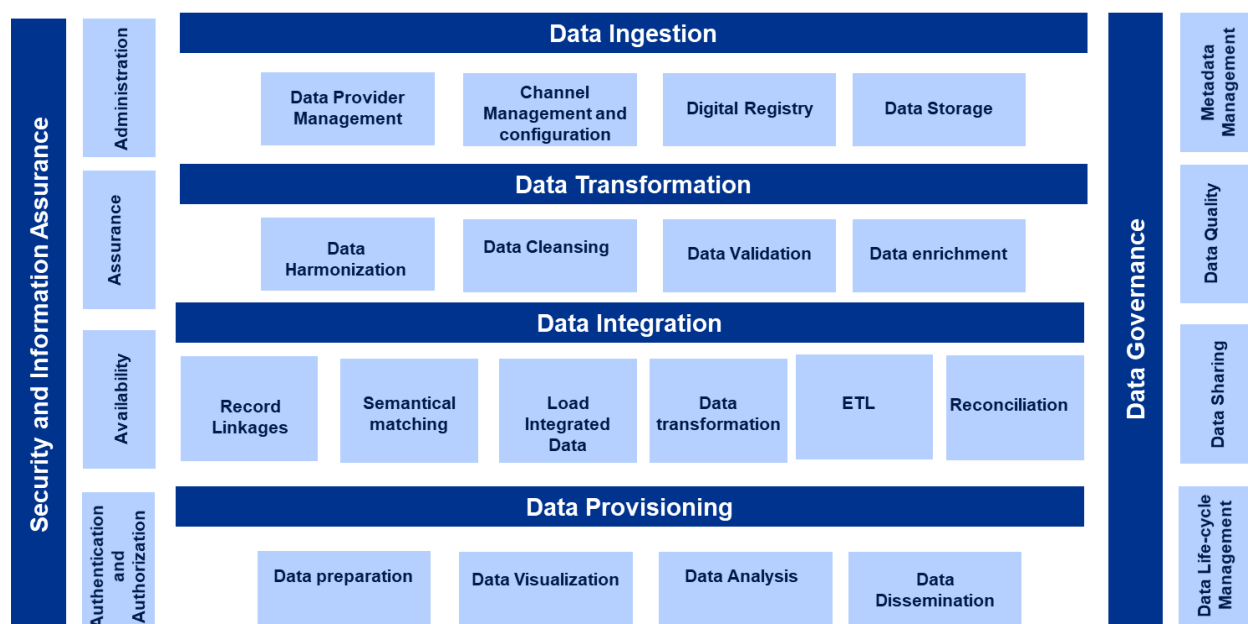 Security and Information Assurance
Administration
Assurance
Availability
Authentication
and
Authorization
Data Ingestion
Data Provider
Management
Channel
Management and
configuration
Digital Registry
Data Storage
Data Transformation
Data
Harmonization
Data Cleansing
Data Validation
Data enrichment
Data Integration
Record
Linkages
Semantical
matching
Load
Integrated
Data
Data
transformation
ETL
Reconciliation
Data Provisioning
Data preparation
Data Visualization
Data Analysis
Data
Dissemination
Data Governance
Metadata
Management
Data Quality
Data Sharing
Data Life-cycle
Management